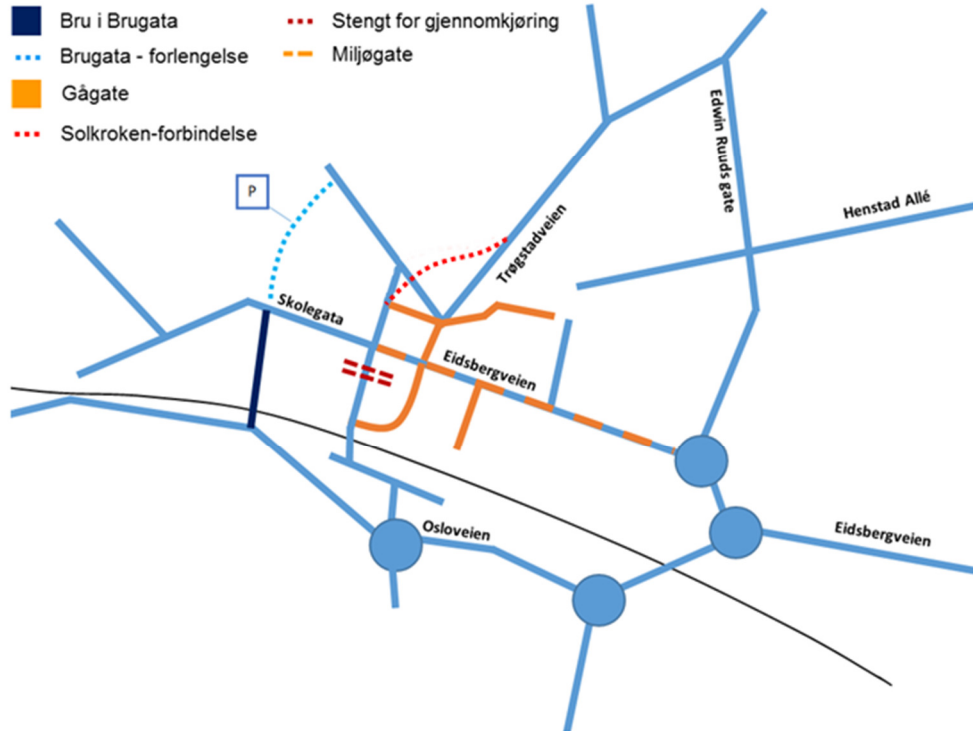 Bru i Brugata
Brugata - forlengelse
Gågate
Solkroken-forbindelse
Stengt for gjennomkjøring
Miljøgate
P
Edwin Ruuds gate
Henstad Allé
Trøgstadveien
Skolegata
Eidsbergveien
Osloveien
Eidsbergveien